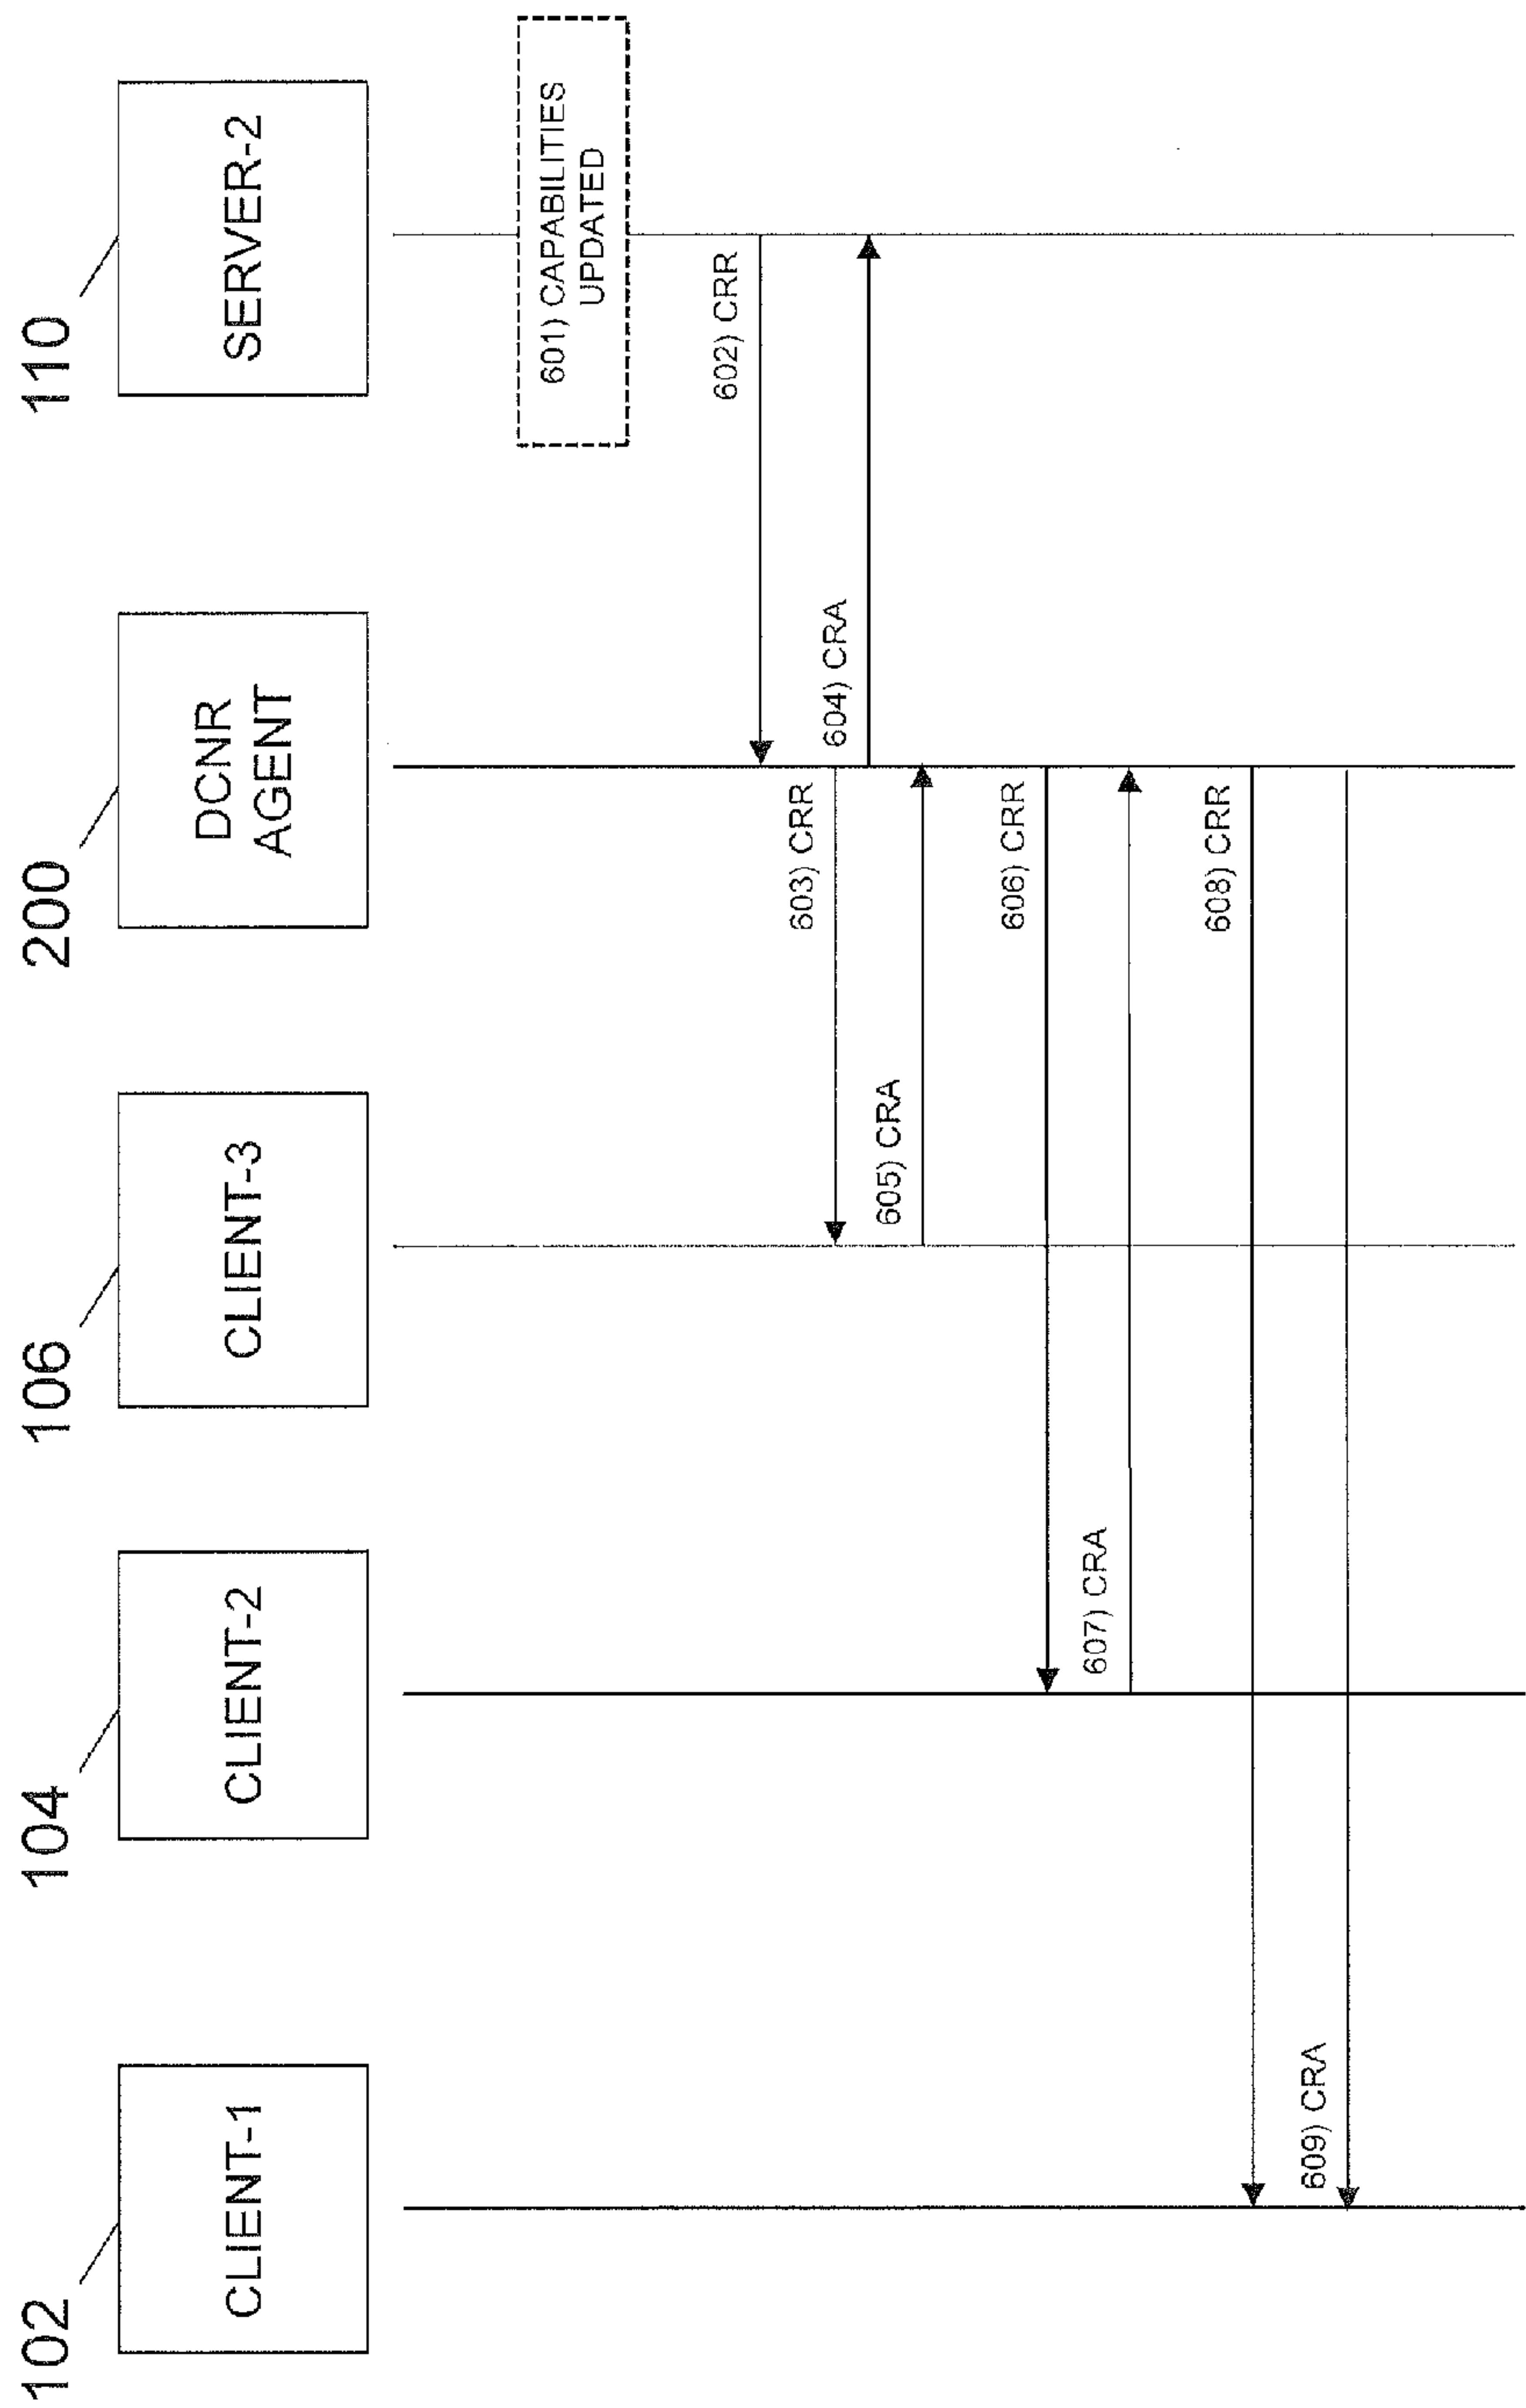 102
104
106
200
110
CLIENT-1
CLIENT-2
CLIENT-3
DCNR
AGENT
SERVER-2
601) CAPABILITIES
UPDATED
602) CRR
603) CRR
604) CRA
605) CRA
606) CRR
607) CRA
608) CRR
609) CRA